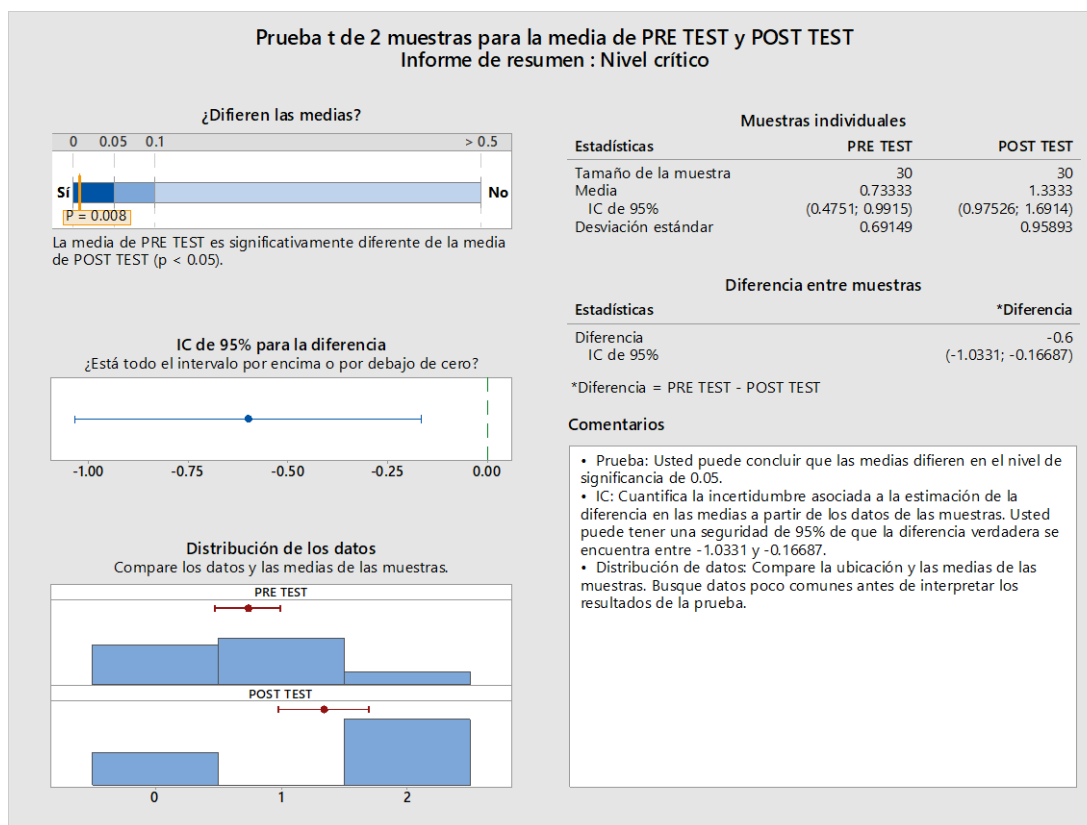 Prueba t de 2 muestras para la media de PRE TEST y POST TEST
Informe de resumen : Nivel crítico
¿Difieren las medias?
0 0.05 0.1 > 0.5
Sí No
P = 0.008
La media de PRE TEST es significativamente diferente de la media
de POST TEST (p < 0.05).
IC de 95% para la diferencia
¿Está todo el intervalo por encima o por debajo de cero?
-1.00 -0.75 -0.50 -0.25 0.00
Distribución de los datos
Compare los datos y las medias de las muestras.
PRE TEST
POST TEST
0 1 2
Muestras individuales
Estadísticas PRE TEST POST TEST
Tamaño de la muestra 30 30
Media 0.73333 1.3333
IC de 95% (0.4751; 0.9915) (0.97526; 1.6914)
Desviación estándar 0.69149 0.95893
Diferencia entre muestras
Estadísticas *Diferencia
Diferencia -0.6
IC de 95% (-1.0331; -0.16687)
*Diferencia = PRE TEST - POST TEST
Comentarios
• Prueba: Usted puede concluir que las medias difieren en el nivel de
significancia de 0.05.
• IC: Cuantifica la incertidumbre asociada a la estimación de la
diferencia en las medias a partir de los datos de las muestras. Usted
puede tener una seguridad de 95% de que la diferencia verdadera se
encuentra entre -1.0331 y -0.16687.
• Distribución de datos: Compare la ubicación y las medias de las
muestras. Busque datos poco comunes antes de interpretar los
resultados de la prueba.